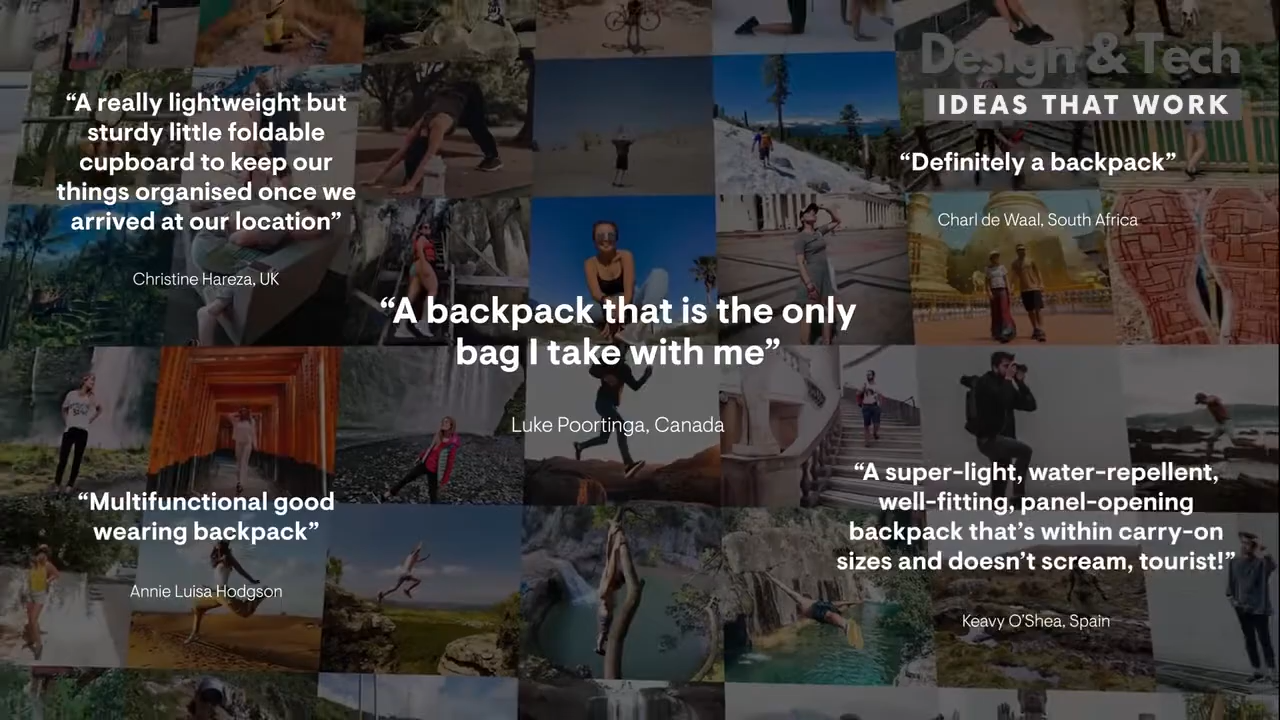 Design & Tech
IDEAS THAT WORK
“A really lightweight but
sturdy little foldable
cupboard to keep our
things organised once we
arrived at our location”
Christine Hareza, UK
“Definitely a backpack”
Charl de Waal, South Africa
“A backpack that is the only
bag I take with me”
Luke Poortinga, Canada
“Multifunctional good
wearing backpack”
Annie Luisa Hodgson
“A super-light, water-repellent,
well-fitting, panel-opening
backpack that’s within carry-on
sizes and doesn’t scream, tourist!”
Keavy O’Shea, Spain